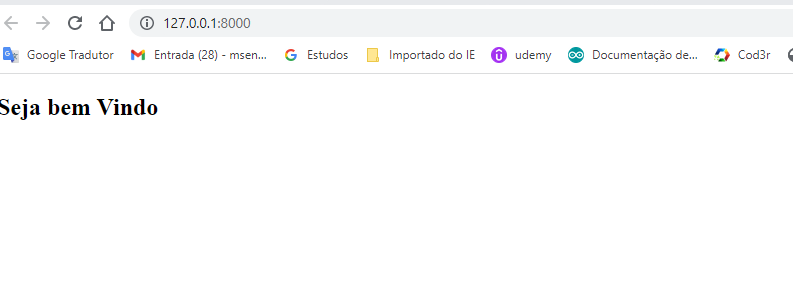 127.0.0.1:8000
Google Tradutor Entrada (28) - msen... Estudos Importado do IE udemy Documentação de... Cod3r
Seja bem Vindo